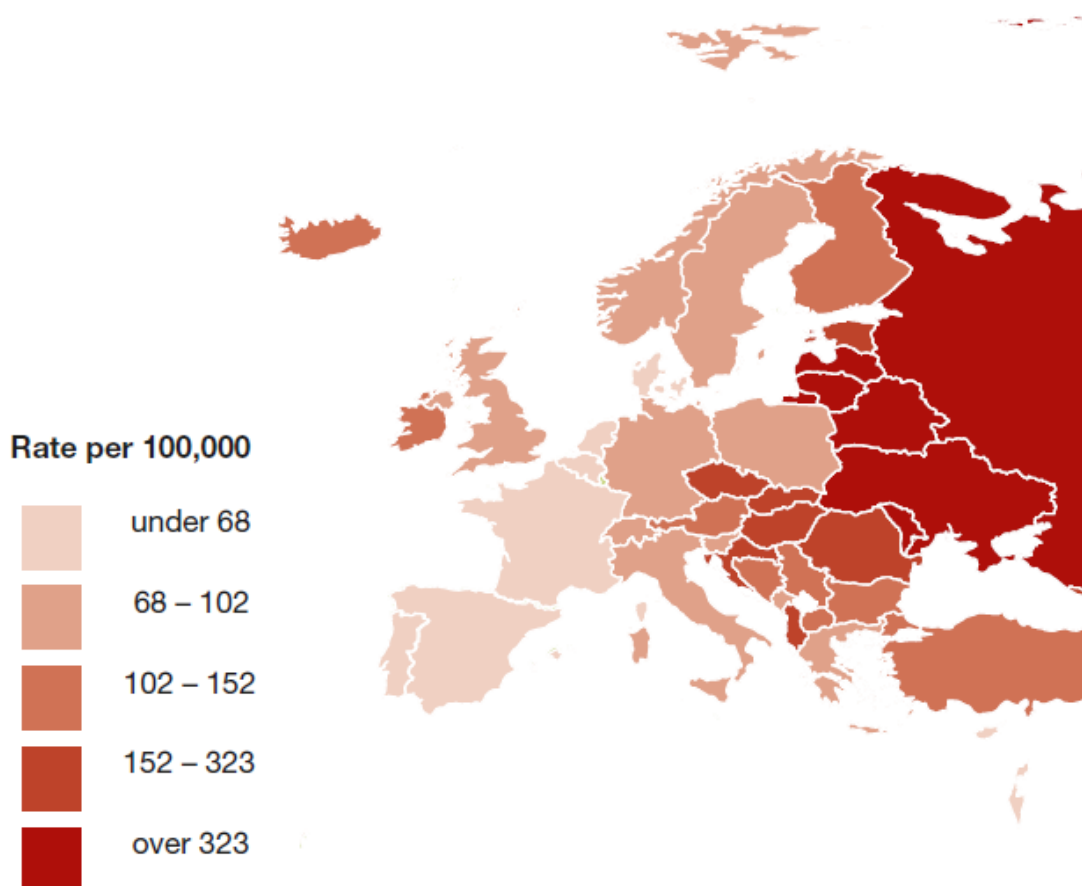 Rate per 100,000
under 68
68 – 102
102 – 152
152 – 323
over 323